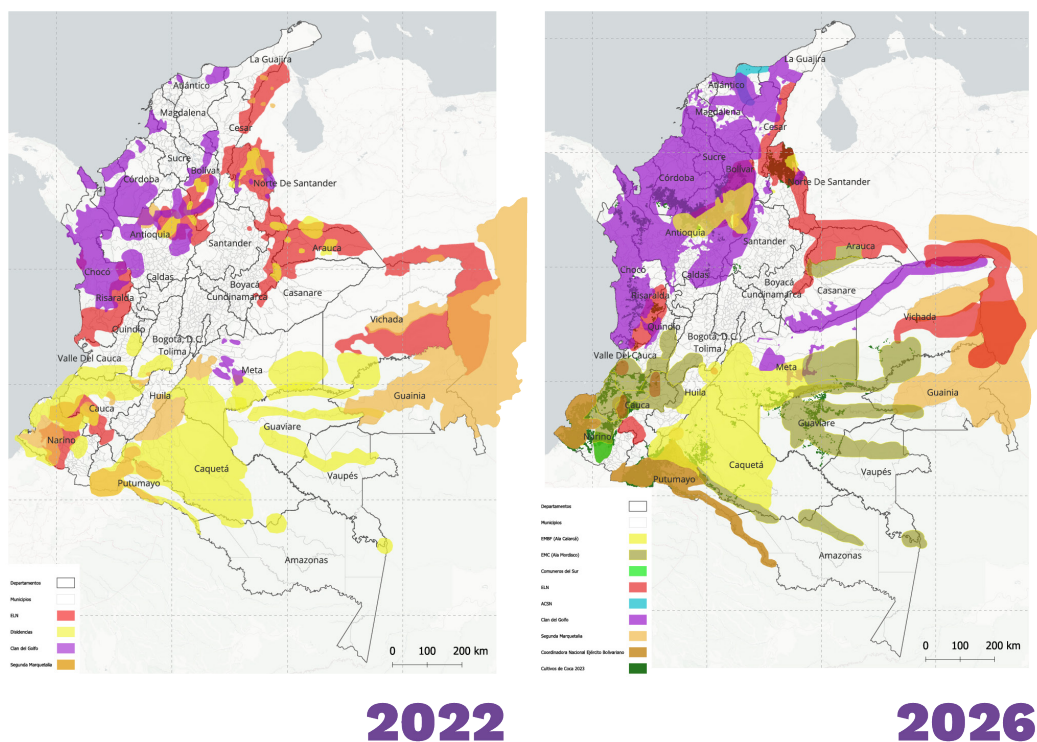 La Guajira
Atlántico
Magdalena
Cesar
Sucre
Bolívar
Córdoba
Norte De Santander
Antioquia
Santander
Arauca
Chocó
Caldas
Boyacá
Risaralda
Cundinamarca
Casanare
Quindío
Vichada
Bogotá, D.C.
Valle Del Cauca
Tolima
Meta
Huila
Cauca
Guainía
Nariño
Guaviare
Caquetá
Vaupés
Putumayo
Amazonas
Departamentos
Municipios
ELN
Disidencias
Clan del Golfo
Segunda Marquetalia
0 100 200 km
2022
La Guajira
Atlántico
Magdalena
Cesar
Sucre
Bolívar
Córdoba
Norte De Santander
Antioquia
Santander
Arauca
Chocó
Caldas
Boyacá
Risaralda
Cundinamarca
Casanare
Quindío
Vichada
Bogotá, D.C.
Valle Del Cauca
Tolima
Meta
Huila
Cauca
Guainía
Nariño
Guaviare
Caquetá
Vaupés
Putumayo
Amazonas
Departamentos
Municipios
EMBF (Ala Calarcá)
EMC (Ala Mordisco)
Comuneros del Sur
ELN
ACSN
Clan del Golfo
Segunda Marquetalia
Coordinadora Nacional Ejército Bolivariano
Cultivos de Coca 2023
0 100 200 km
2026